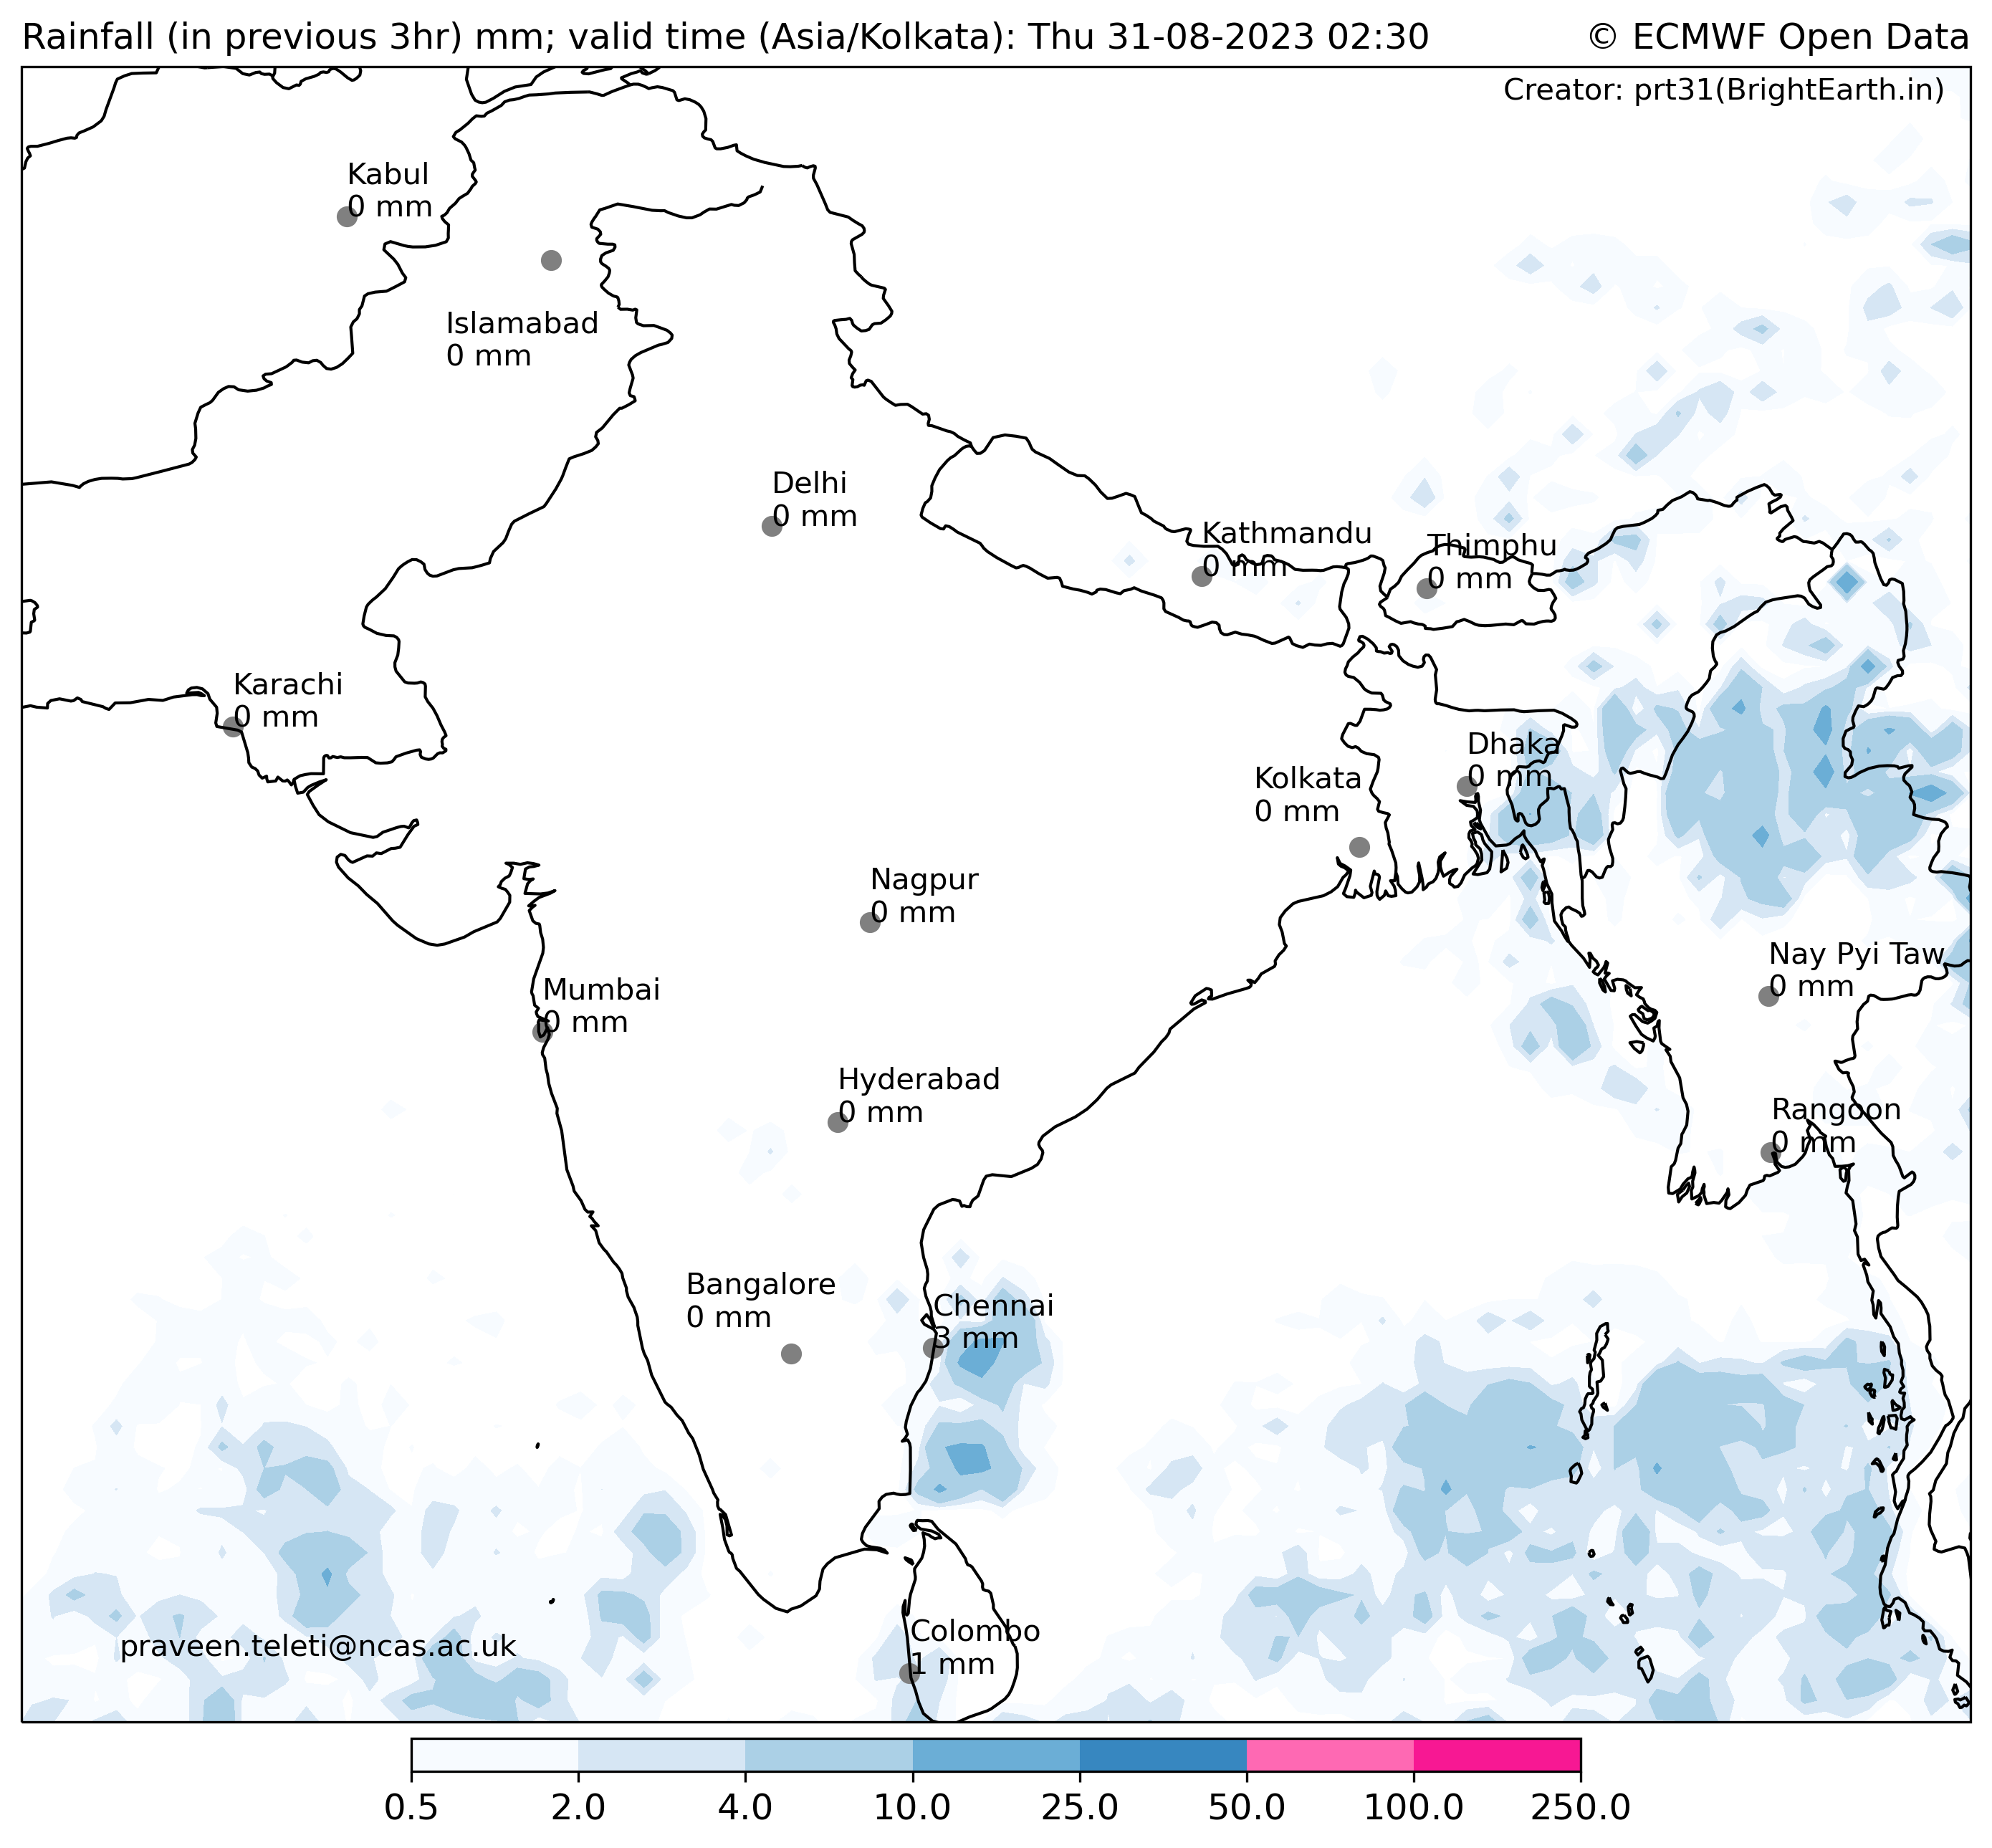 Rainfall (in previous 3hr) mm; valid time (Asia/Kolkata): Thu 31-08-2023 02:30
© ECMWF Open Data
Creator: prt31(BrightEarth.in)
Kabul
0 mm
Islamabad
0 mm
Delhi
0 mm
Kathmandu
0 mm
Thimphu
0 mm
Karachi
0 mm
Dhaka
0 mm
Kolkata
0 mm
Nagpur
0 mm
Nay Pyi Taw
0 mm
Mumbai
0 mm
Hyderabad
0 mm
Rangoon
0 mm
Bangalore
0 mm
Chennai
3 mm
Colombo
1 mm
praveen.teleti@ncas.ac.uk
0.5 2.0 4.0 10.0 25.0 50.0 100.0 250.0